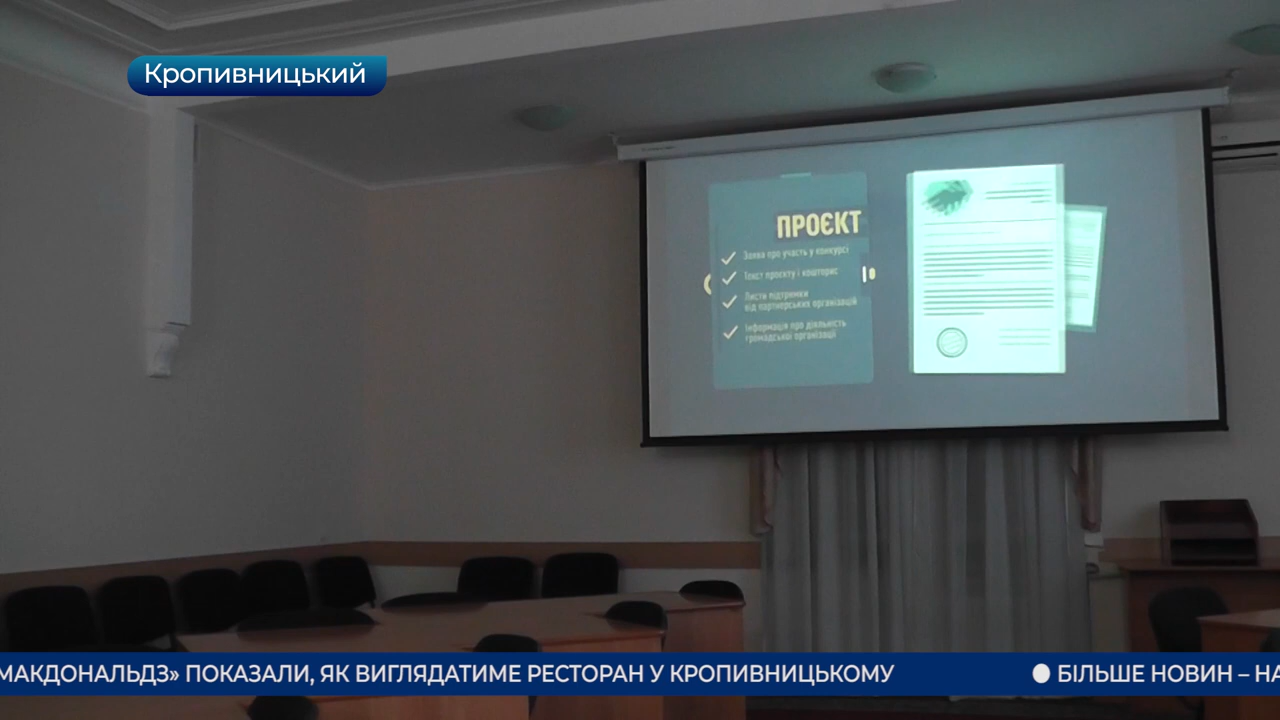 Кропивницький
ПРОЄКТ
Заява про участь у конкурсі
Текст проєкту і кошторис
Листи підтримки
від партнерських організацій
Інформація про діяльність
громадської організації
МАКДОНАЛЬДЗ» ПОКАЗАЛИ, ЯК ВИГЛЯДАТИМЕ РЕСТОРАН У КРОПИВНИЦЬКОМУ
БІЛЬШЕ НОВИН – НА